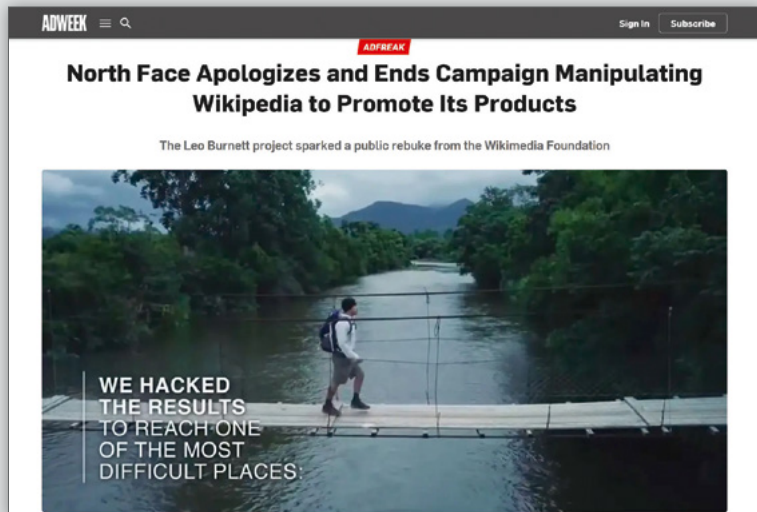 ADWEEK
Sign In
Subscribe
ADFREAK
North Face Apologizes and Ends Campaign Manipulating
Wikipedia to Promote Its Products
The Leo Burnett project sparked a public rebuke from the Wikimedia Foundation
WE HACKED
THE RESULTS
TO REACH ONE
OF THE MOST
DIFFICULT PLACES: